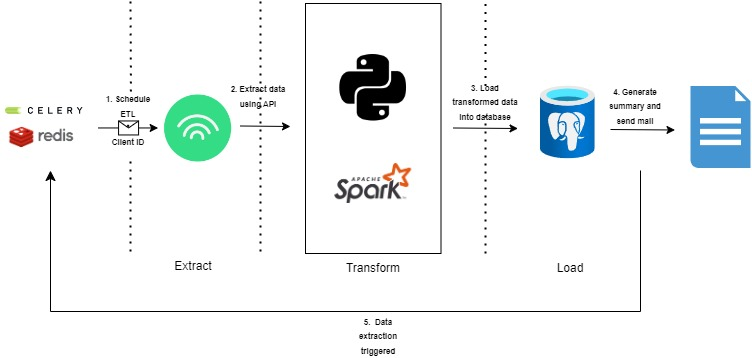 1. Schedule
ETL
Client ID
CELERY
redis
2. Extract data
using API
APACHE
Spark
3. Load
transformed data
into database
4. Generate
summary and
send mail
Extract
Transform
Load
5. Data
extraction
triggered